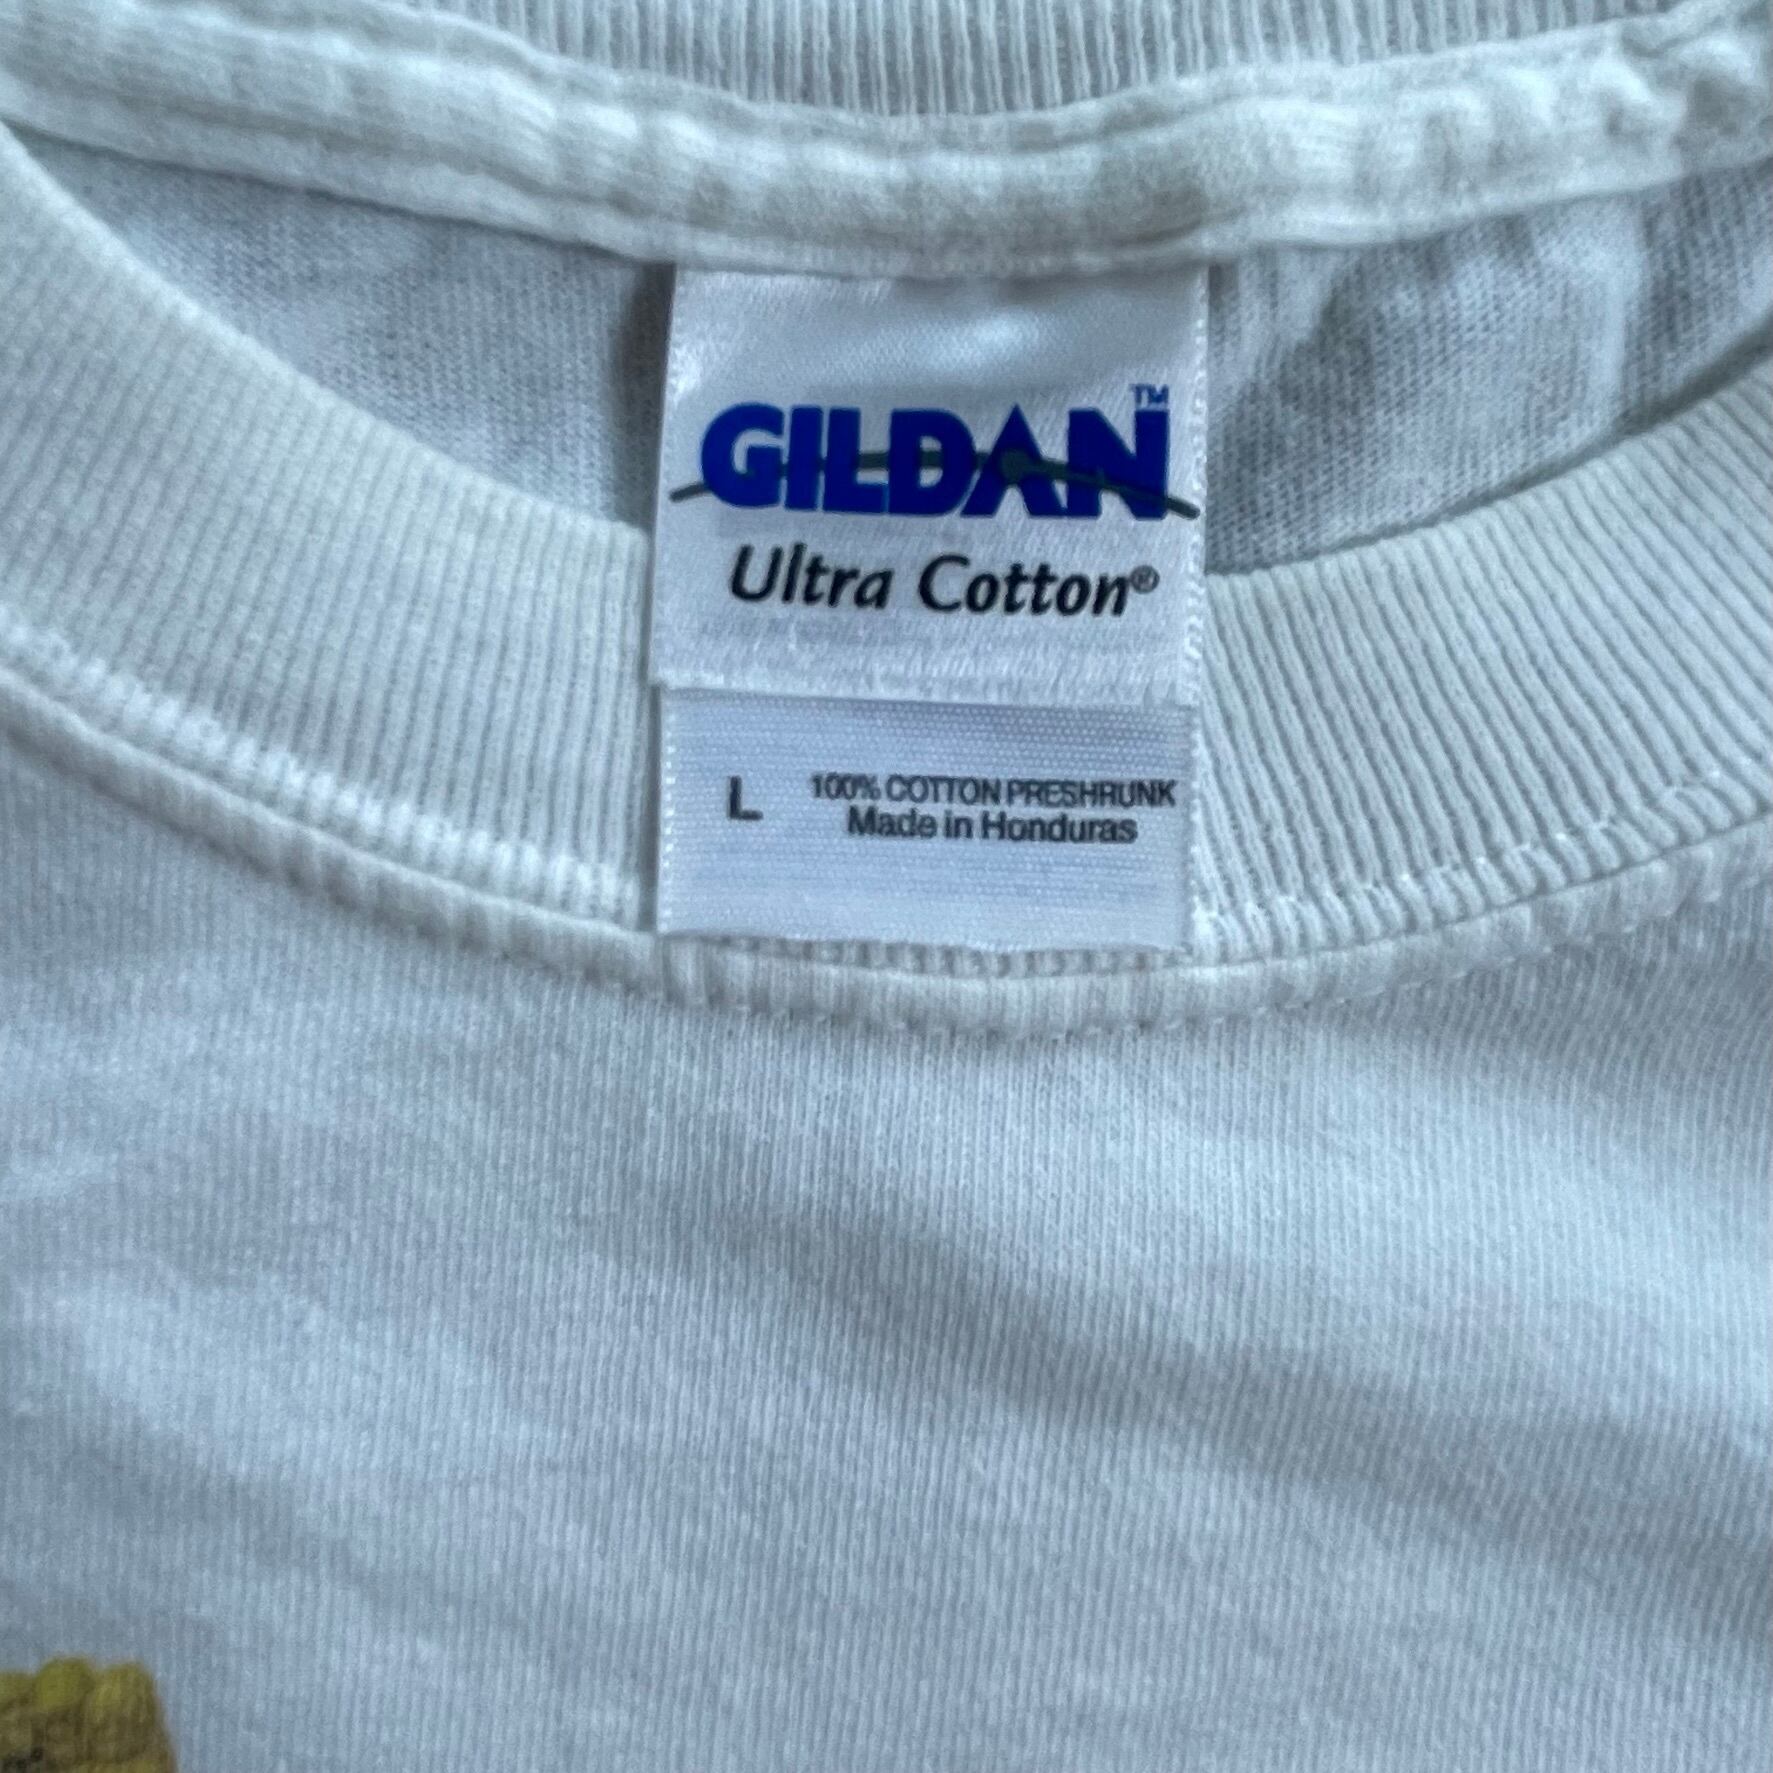 GILDAN™
Ultra Cotton®
L 100% COTTON PRESHRUNK
Made in Honduras